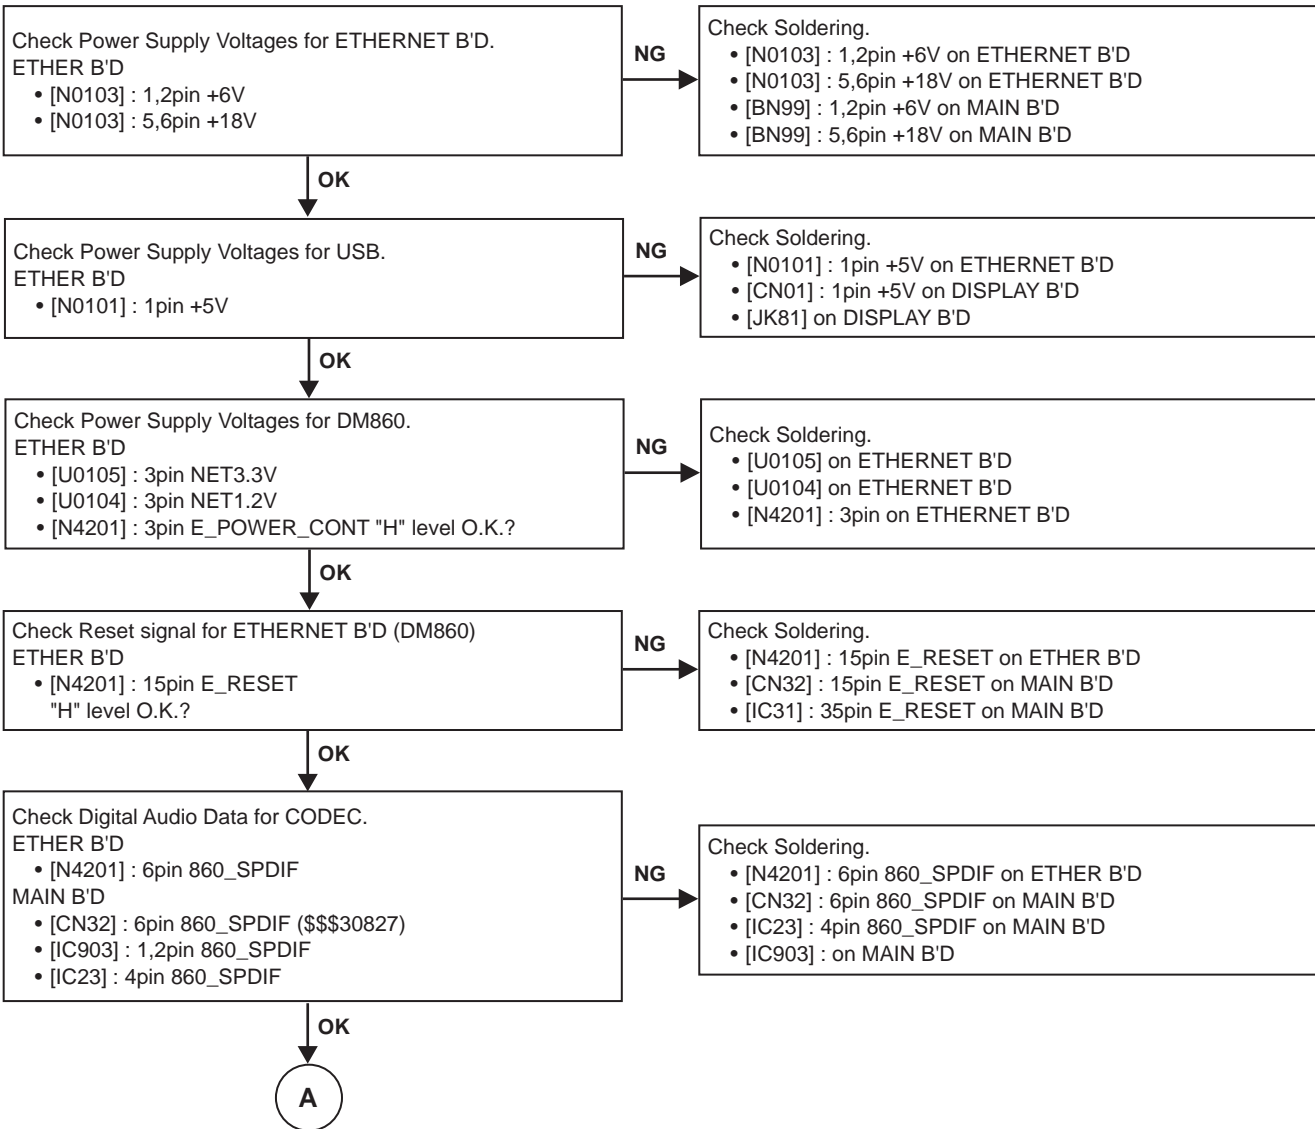 Check Power Supply Voltages for ETHERNET B'D.
ETHER B'D
• [N0103] : 1,2pin +6V
• [N0103] : 5,6pin +18V
NG
Check Soldering.
• [N0103] : 1,2pin +6V on ETHERNET B'D
• [N0103] : 5,6pin +18V on ETHERNET B'D
• [BN99] : 1,2pin +6V on MAIN B'D
• [BN99] : 5,6pin +18V on MAIN B'D
OK
Check Power Supply Voltages for USB.
ETHER B'D
• [N0101] : 1pin +5V
NG
Check Soldering.
• [N0101] : 1pin +5V on ETHERNET B'D
• [CN01] : 1pin +5V on DISPLAY B'D
• [JK81] on DISPLAY B'D
OK
Check Power Supply Voltages for DM860.
ETHER B'D
• [U0105] : 3pin NET3.3V
• [U0104] : 3pin NET1.2V
• [N4201] : 3pin E_POWER_CONT "H" level O.K.?
NG
Check Soldering.
• [U0105] on ETHERNET B'D
• [U0104] on ETHERNET B'D
• [N4201] : 3pin on ETHERNET B'D
OK
Check Reset signal for ETHERNET B'D (DM860)
ETHER B'D
• [N4201] : 15pin E_RESET
"H" level O.K.?
NG
Check Soldering.
• [N4201] : 15pin E_RESET on ETHER B'D
• [CN32] : 15pin E_RESET on MAIN B'D
• [IC31] : 35pin E_RESET on MAIN B'D
OK
Check Digital Audio Data for CODEC.
ETHER B'D
• [N4201] : 6pin 860_SPDIF
MAIN B'D
• [CN32] : 6pin 860_SPDIF ($$$30827)
• [IC903] : 1,2pin 860_SPDIF
• [IC23] : 4pin 860_SPDIF
NG
Check Soldering.
• [N4201] : 6pin 860_SPDIF on ETHER B'D
• [CN32] : 6pin 860_SPDIF on MAIN B'D
• [IC23] : 4pin 860_SPDIF on MAIN B'D
• [IC903] : on MAIN B'D
OK
A